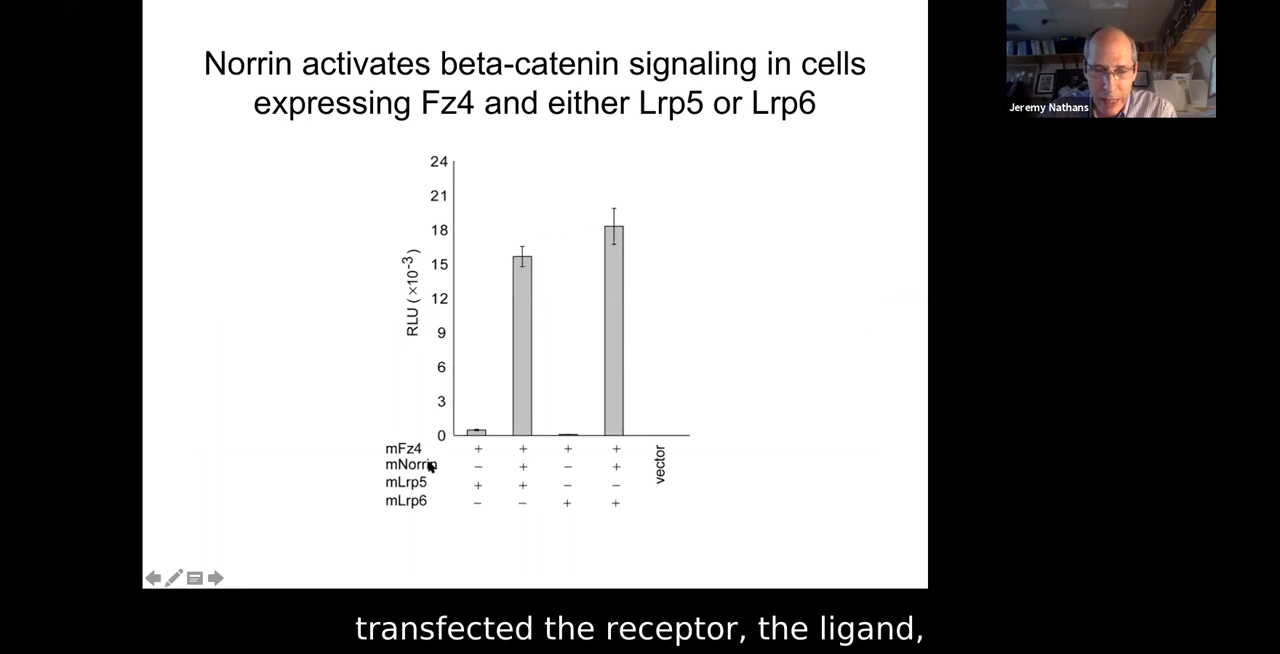 Norrin activates beta-catenin signaling in cells
expressing Fz4 and either Lrp5 or Lrp6
Jeremy Nathans
24
21
18
15
12
9
6
3
0
RLU ( ×10-3)
mFz4 + + + +
mNorrin – + – +
mLrp5 + + – –
mLrp6 – – + +
vector
transfected the receptor, the ligand,